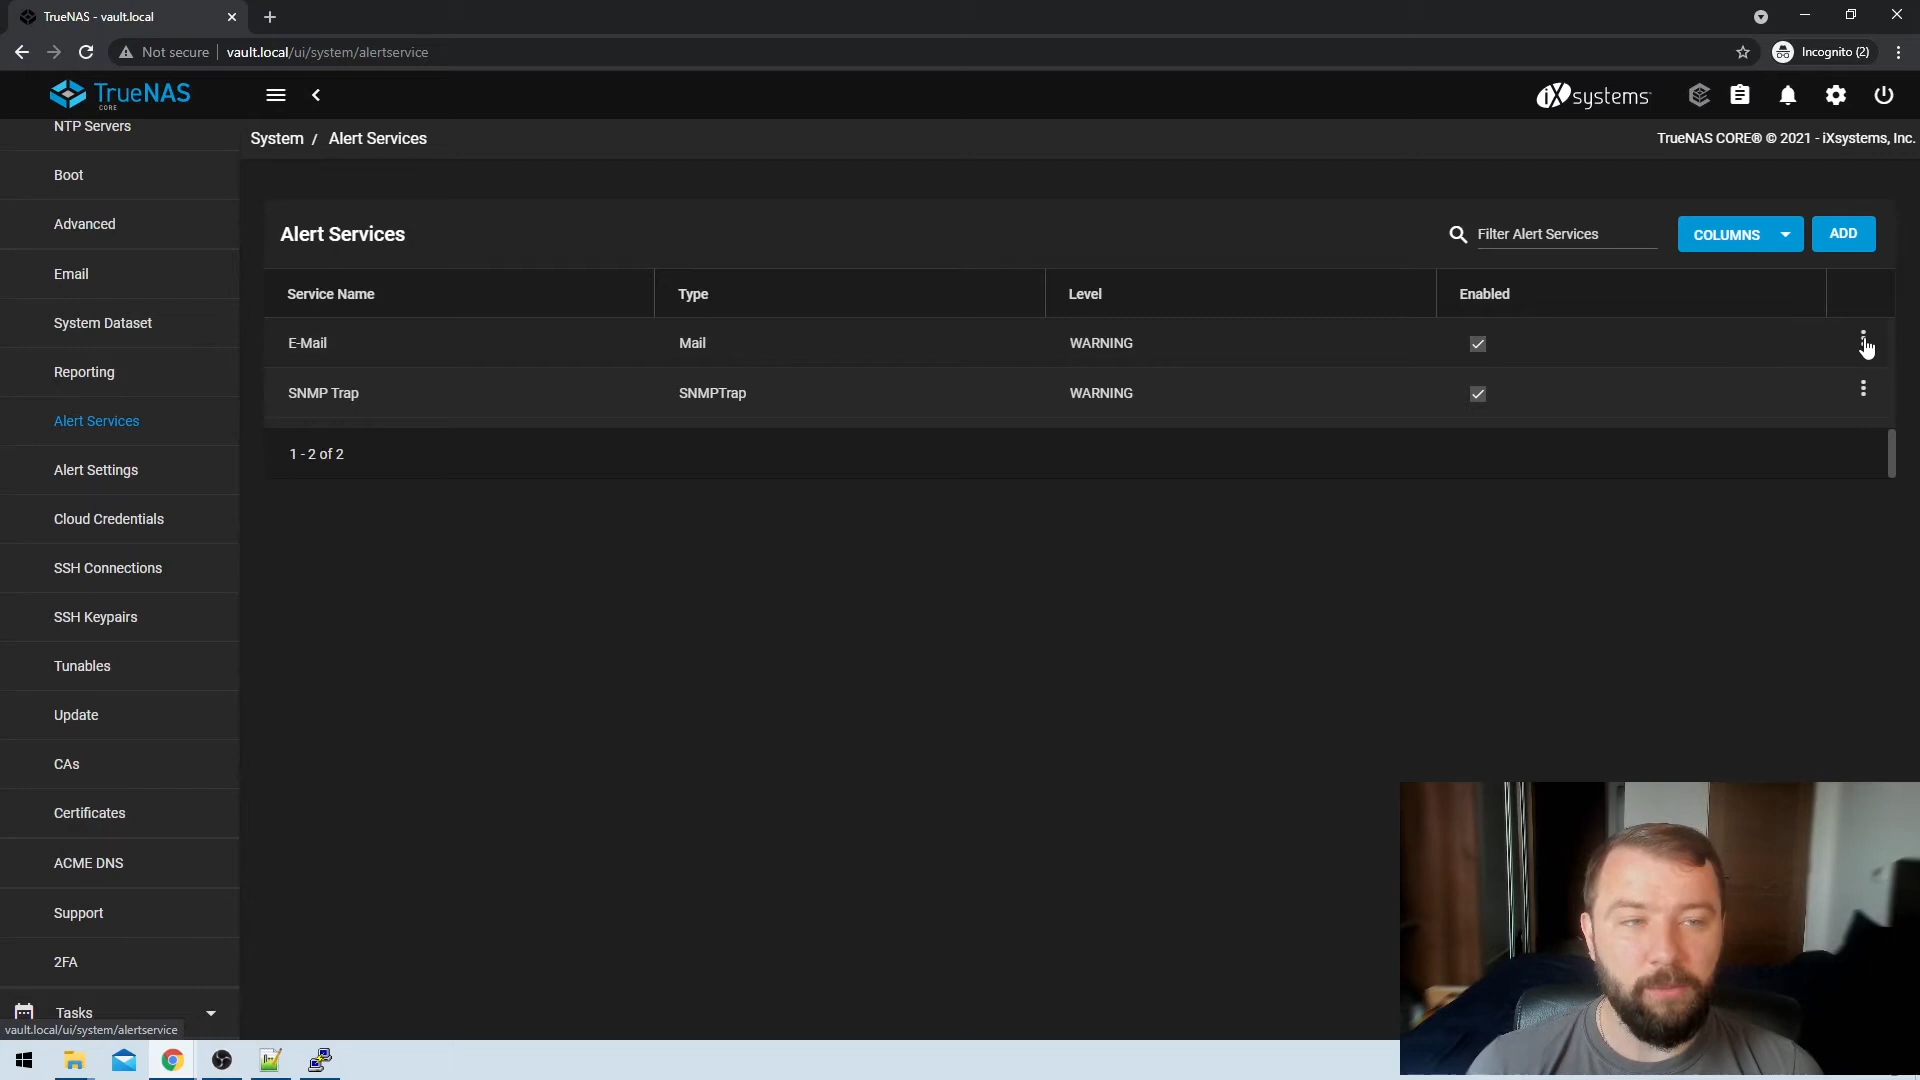 TrueNAS - vault.local
Not secure
vault.local/ui/system/alertservice
Incognito (2)
TrueNAS
CORE
iXsystems
NTP Servers
System / Alert Services
TrueNAS CORE® © 2021 - iXsystems, Inc.
Boot
Advanced
Email
System Dataset
Reporting
Alert Services
Alert Settings
Cloud Credentials
SSH Connections
SSH Keypairs
Tunables
Update
CAs
Certificates
ACME DNS
Support
2FA
Tasks
Alert Services
Filter Alert Services
COLUMNS
ADD
Service Name Type Level Enabled
E-Mail Mail WARNING
SNMP Trap SNMPTrap WARNING
1 - 2 of 2
vault.local/ui/system/alertservice